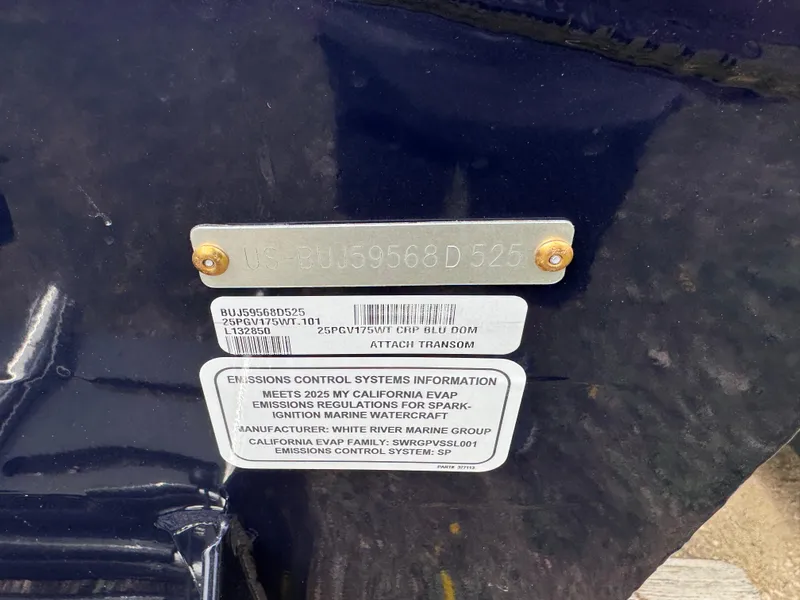 US-BUJ59568D525
BUJ59568D525
25PGV175WT.101
L132850
25PGV175WT CRP BLU DOM
ATTACH TRANSOM
EMISSIONS CONTROL SYSTEMS INFORMATION
MEETS 2025 MY CALIFORNIA EVAP
EMISSIONS REGULATIONS FOR SPARK-
IGNITION MARINE WATERCRAFT
MANUFACTURER: WHITE RIVER MARINE GROUP
CALIFORNIA EVAP FAMILY: SWRGPVSSL001
EMISSIONS CONTROL SYSTEM: SP